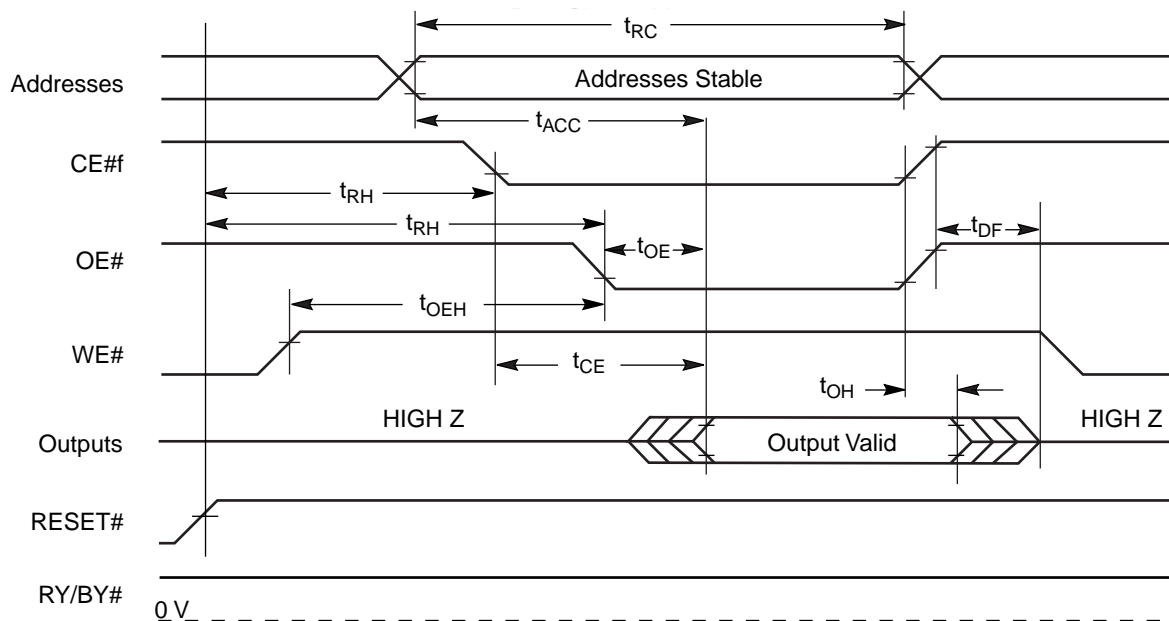 tRC
Addresses
Addresses Stable
tACC
CE#f
tRH
tRH
tOE
tDF
OE#
tOEH
WE#
tCE
tOH
HIGH Z
HIGH Z
Outputs
Output Valid
RESET#
RY/BY#
0 V